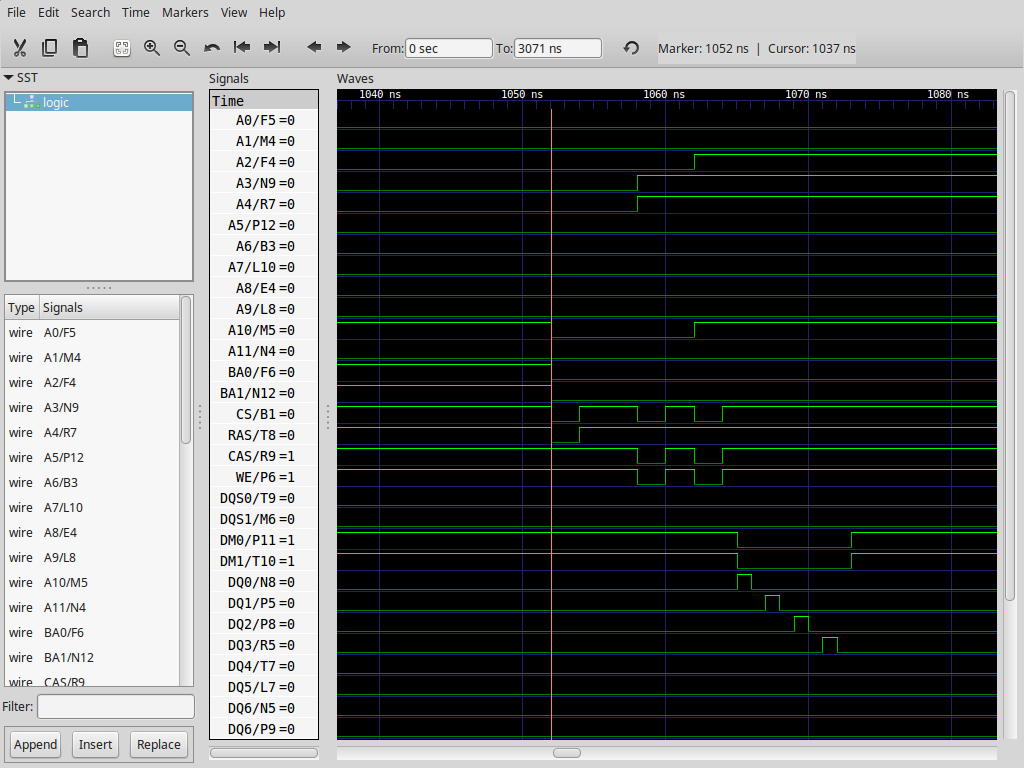 File Edit Search Time Markers View Help
From: 0 sec To: 3071 ns Marker: 1052 ns | Cursor: 1037 ns
SST
logic
Type Signals
wire A0/F5
wire A1/M4
wire A2/F4
wire A3/N9
wire A4/R7
wire A5/P12
wire A6/B3
wire A7/L10
wire A8/E4
wire A9/L8
wire A10/M5
wire A11/N4
wire BA0/F6
wire BA1/N12
wire CAS/R9
Filter:
Append Insert Replace
Signals
Time
A0/F5 =0
A1/M4 =0
A2/F4 =0
A3/N9 =0
A4/R7 =0
A5/P12 =0
A6/B3 =0
A7/L10 =0
A8/E4 =0
A9/L8 =0
A10/M5 =0
A11/N4 =0
BA0/F6 =0
BA1/N12 =0
CS/B1 =0
RAS/T8 =0
CAS/R9 =1
WE/P6 =1
DQS0/T9 =0
DQS1/M6 =0
DM0/P11 =1
DM1/T10 =1
DQ0/N8 =0
DQ1/P5 =0
DQ2/P8 =0
DQ3/R5 =0
DQ4/T7 =0
DQ5/L7 =0
DQ6/N5 =0
DQ6/P9 =0
Waves
1040 ns 1050 ns 1060 ns 1070 ns 1080 ns